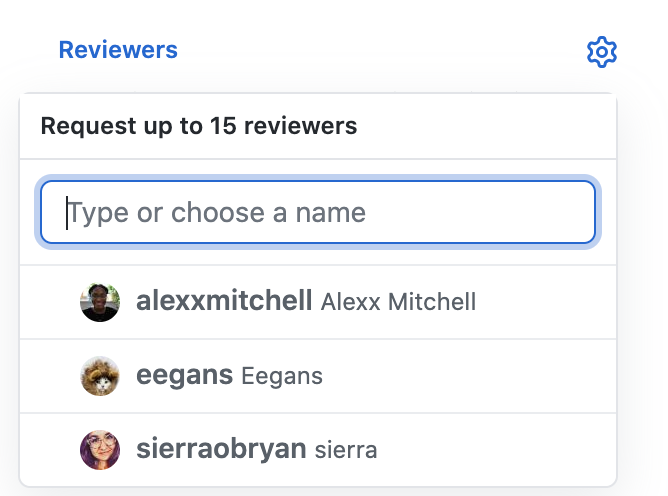 Reviewers
Request up to 15 reviewers
Type or choose a name
alexxmitchell Alexx Mitchell
eegans Eegans
sierraobryan sierra